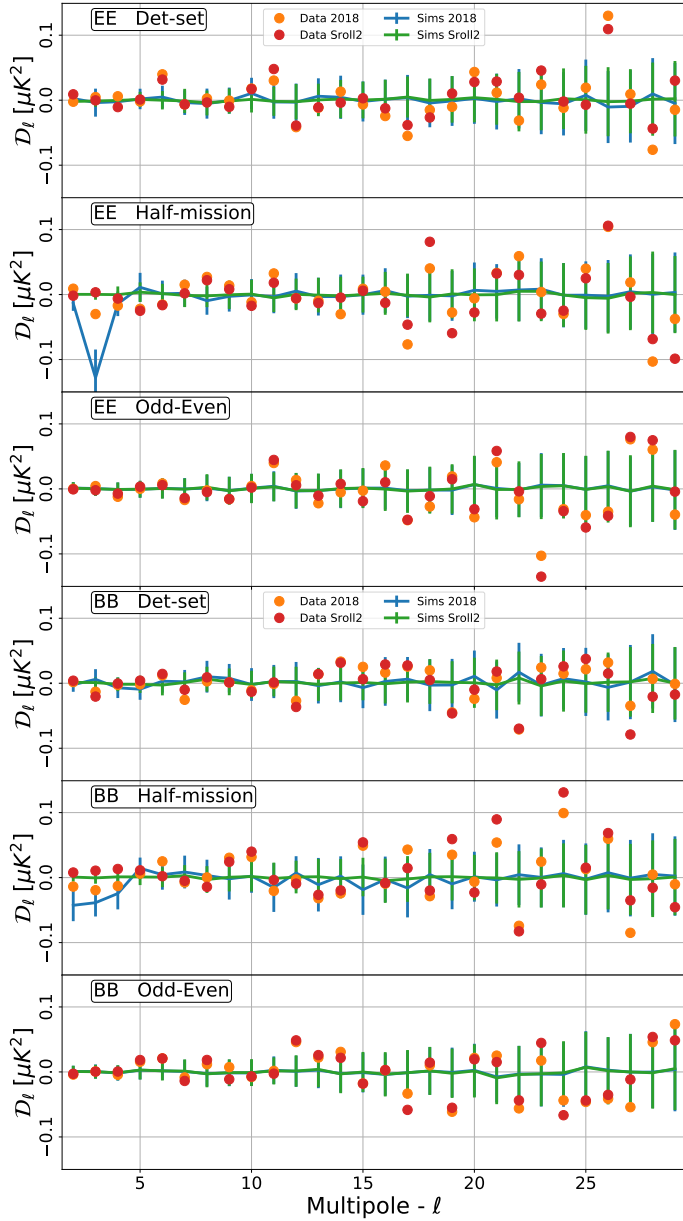 EE Det-set
Data 2018
Data Sroll2
Sims 2018
Sims Sroll2
0.1
0.0
−0.1
𝒟ℓ [μK²]
EE Half-mission
0.1
0.0
−0.1
𝒟ℓ [μK²]
EE Odd-Even
0.1
0.0
−0.1
𝒟ℓ [μK²]
BB Det-set
Data 2018
Data Sroll2
Sims 2018
Sims Sroll2
0.1
0.0
−0.1
𝒟ℓ [μK²]
BB Half-mission
0.1
0.0
−0.1
𝒟ℓ [μK²]
BB Odd-Even
0.1
0.0
−0.1
𝒟ℓ [μK²]
5 10 15 20 25
Multipole - ℓ